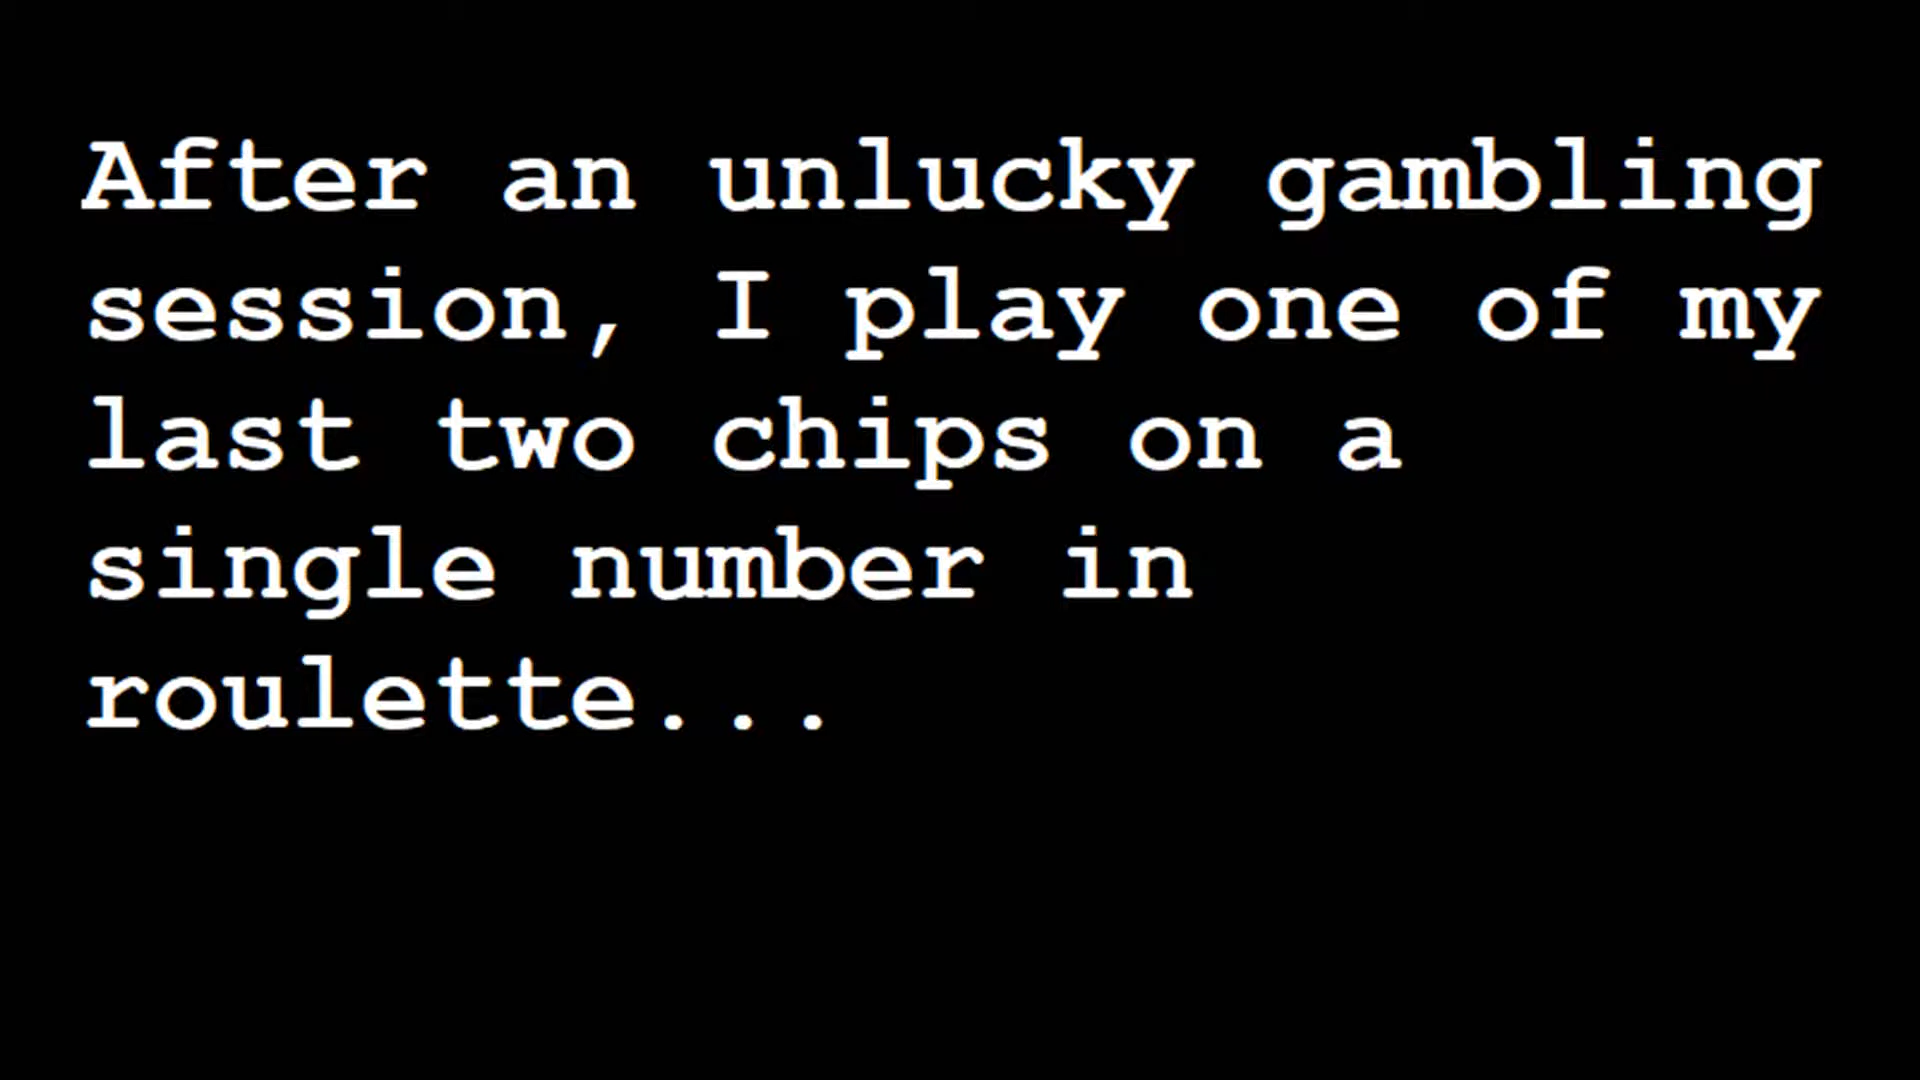 After an unlucky gambling
session, I play one of my
last two chips on a
single number in
roulette...